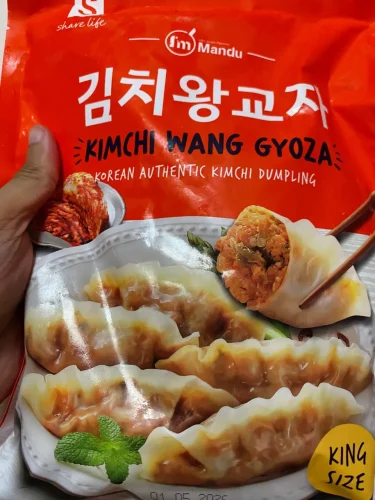 share life
I'm
Mandu
김치왕교자
KIMCHI WANG GYOZA
KOREAN AUTHENTIC KIMCHI DUMPLING
KING
SIZE